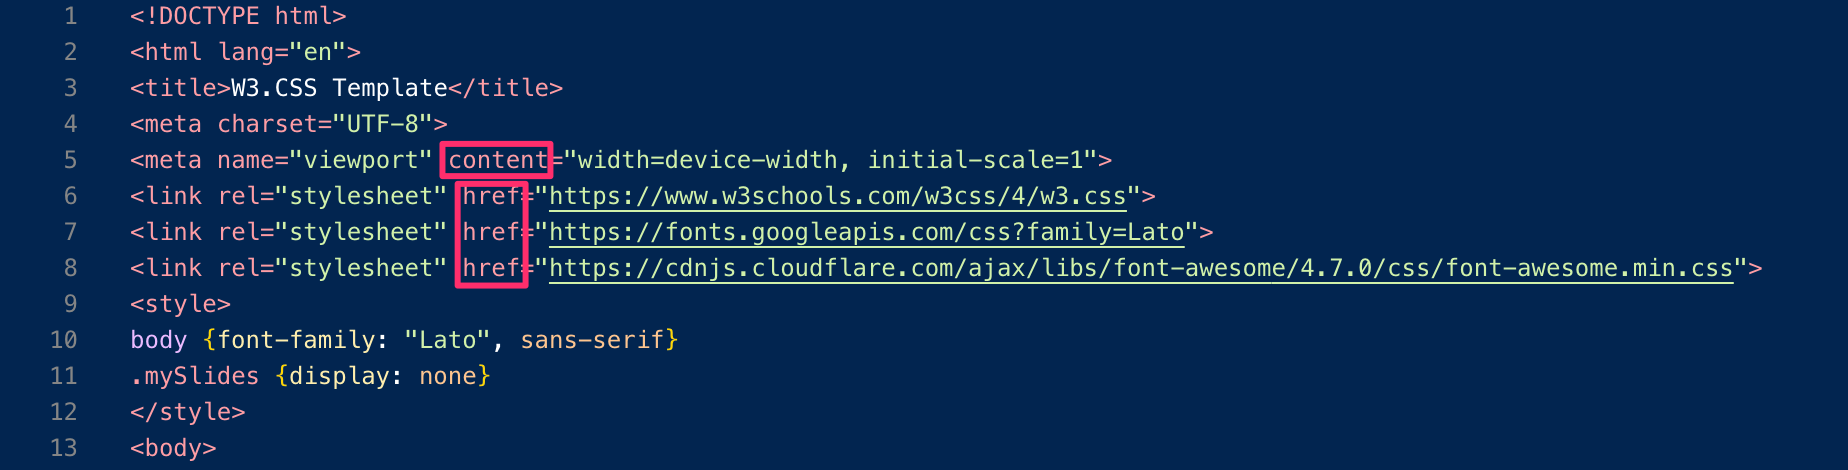 1 <!DOCTYPE html>
2 <html lang="en">
3 <title>W3.CSS Template</title>
4 <meta charset="UTF-8">
5 <meta name="viewport" content="width=device-width, initial-scale=1">
6 <link rel="stylesheet" href="https://www.w3schools.com/w3css/4/w3.css">
7 <link rel="stylesheet" href="https://fonts.googleapis.com/css?family=Lato">
8 <link rel="stylesheet" href="https://cdnjs.cloudflare.com/ajax/libs/font-awesome/4.7.0/css/font-awesome.min.css">
9 <style>
10 body {font-family: "Lato", sans-serif}
11 .mySlides {display: none}
12 </style>
13 <body>